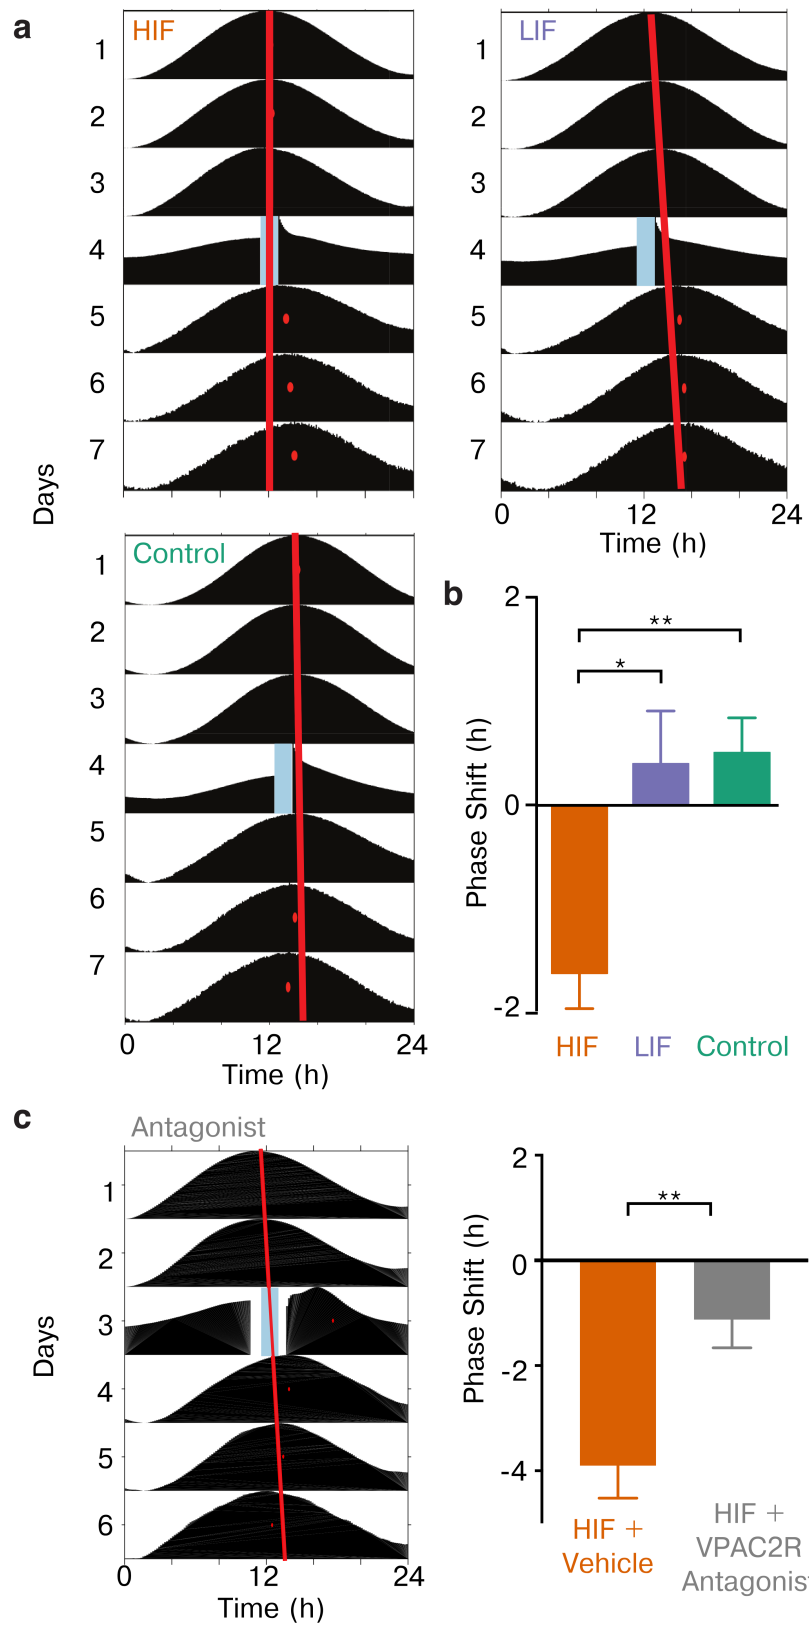 a
HIF
1
2
3
4
5
6
7
Days
LIF
1
2
3
4
5
6
7
0 12 24
Time (h)
Control
1
2
3
4
5
6
7
0 12 24
Time (h)
b
2
0
-2
Phase Shift (h)
**
*
HIF LIF Control
c
Antagonist
1
2
3
4
5
6
Days
0 12 24
Time (h)
2
0
-2
-4
Phase Shift (h)
**
HIF +
Vehicle
HIF +
VPAC2R
Antagonis